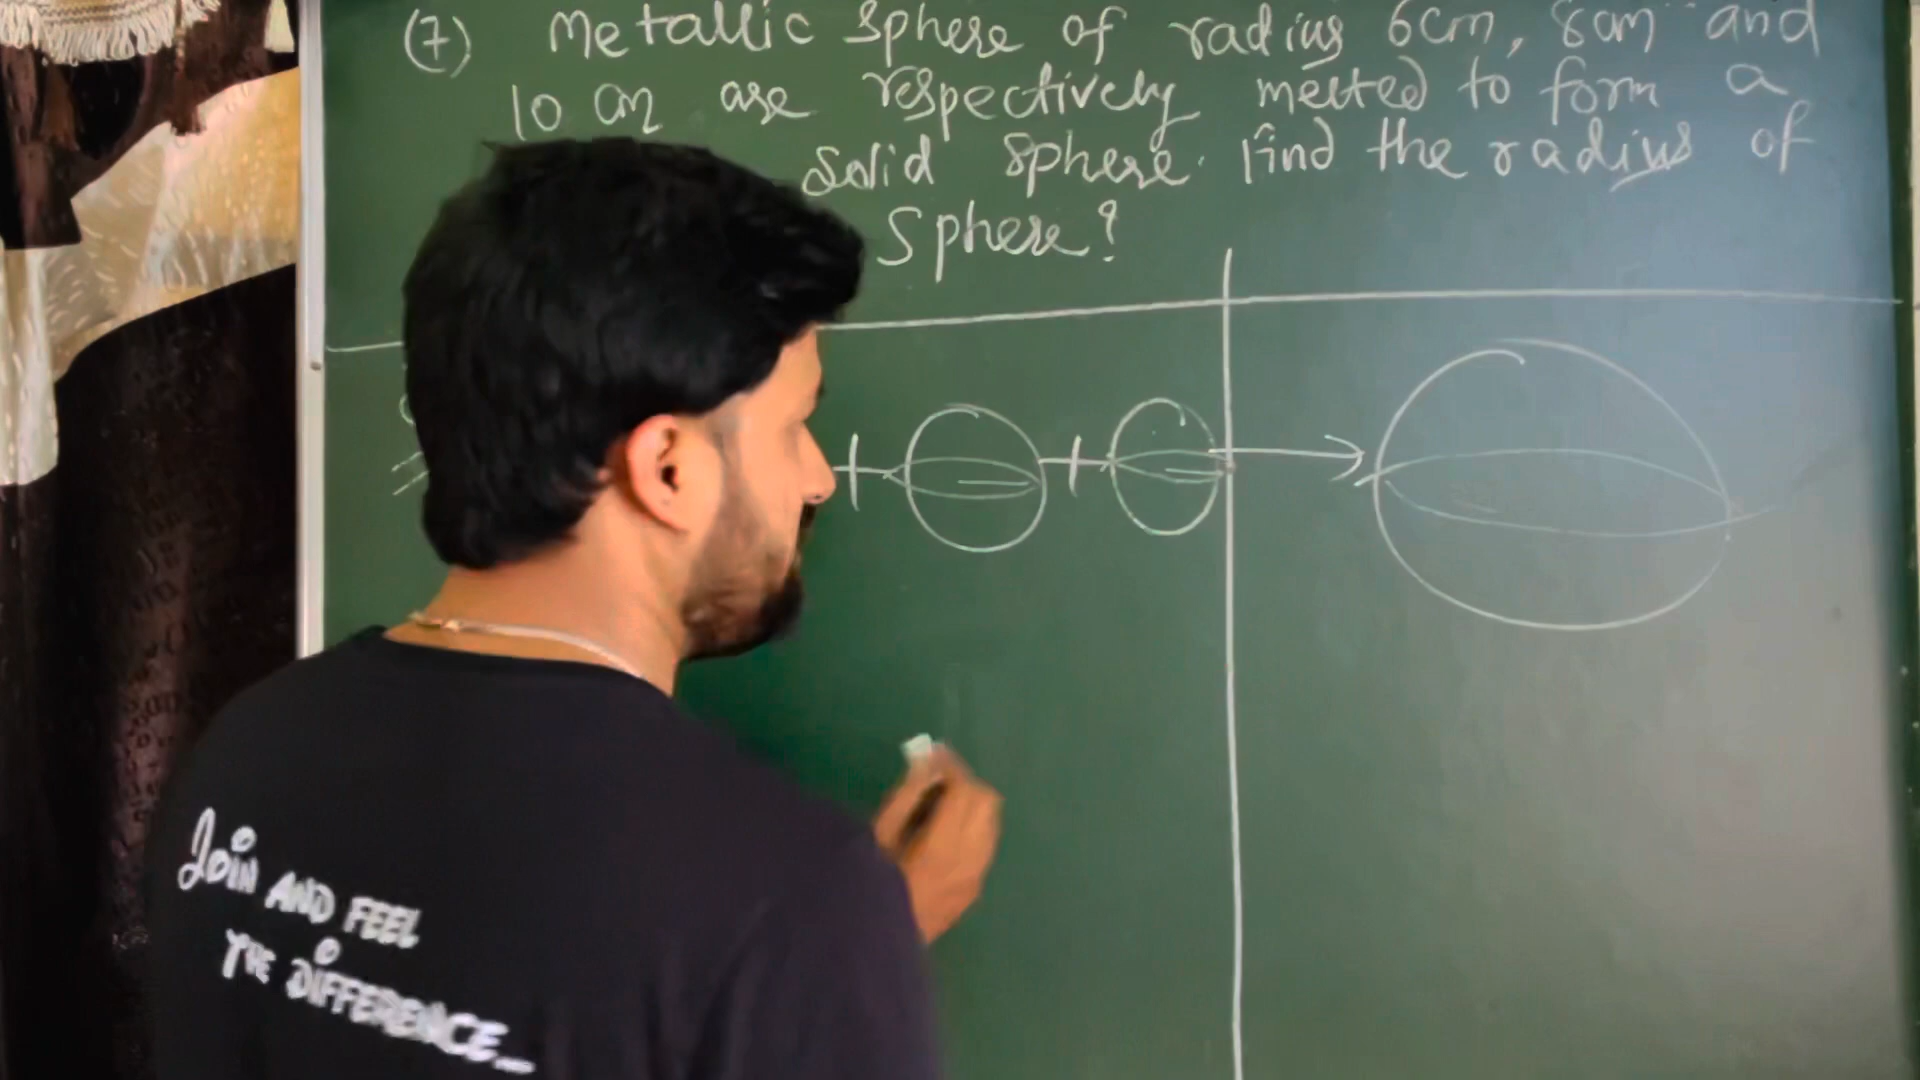 (7) Metallic sphere of radius 6cm, 8cm and
10 cm are respectively melted to form a
solid sphere. Find the radius of
sphere?
+ +
Join AND FEEL
THE DIFFERENCE...